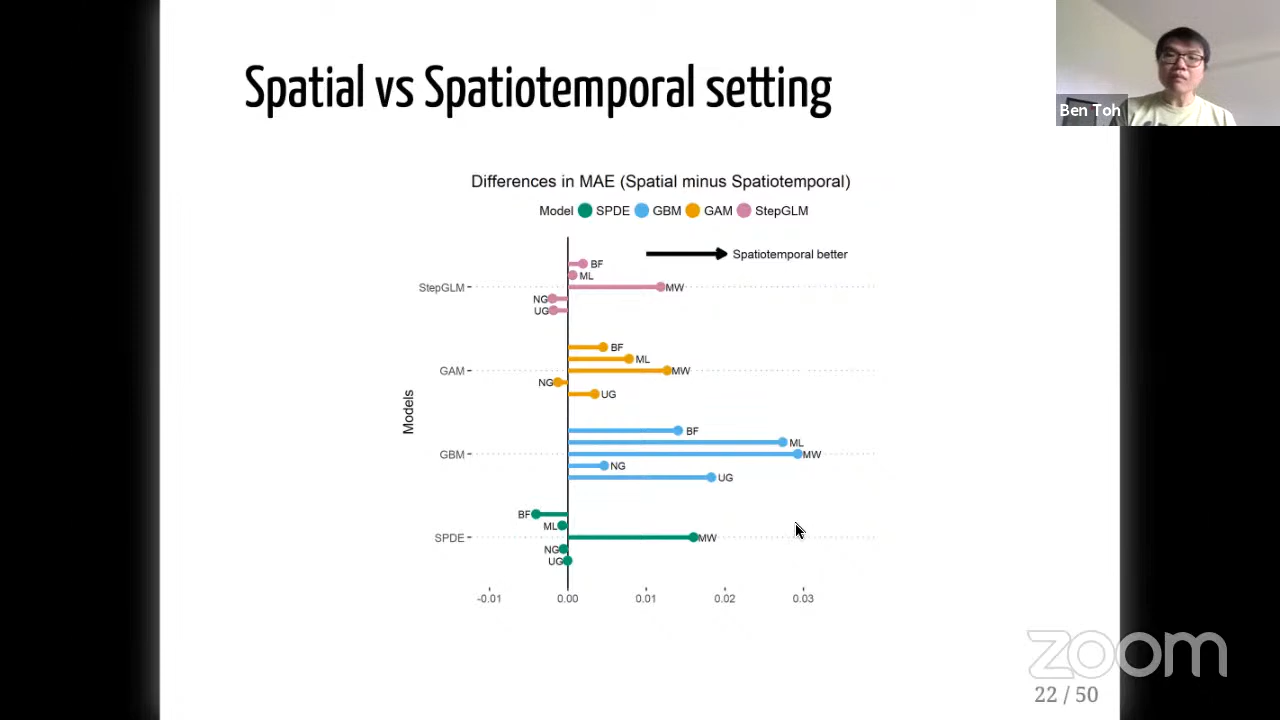 Spatial vs Spatiotemporal setting
Ben Toh
Differences in MAE (Spatial minus Spatiotemporal)
Model SPDE GBM GAM StepGLM
Spatiotemporal better
BF
ML
StepGLM
MW
NG
UG
BF
ML
GAM
MW
NG
UG
Models
BF
ML
GBM
MW
NG
UG
BF
ML
SPDE
MW
NG
UG
-0.01 0.00 0.01 0.02 0.03
zoom
22 / 50